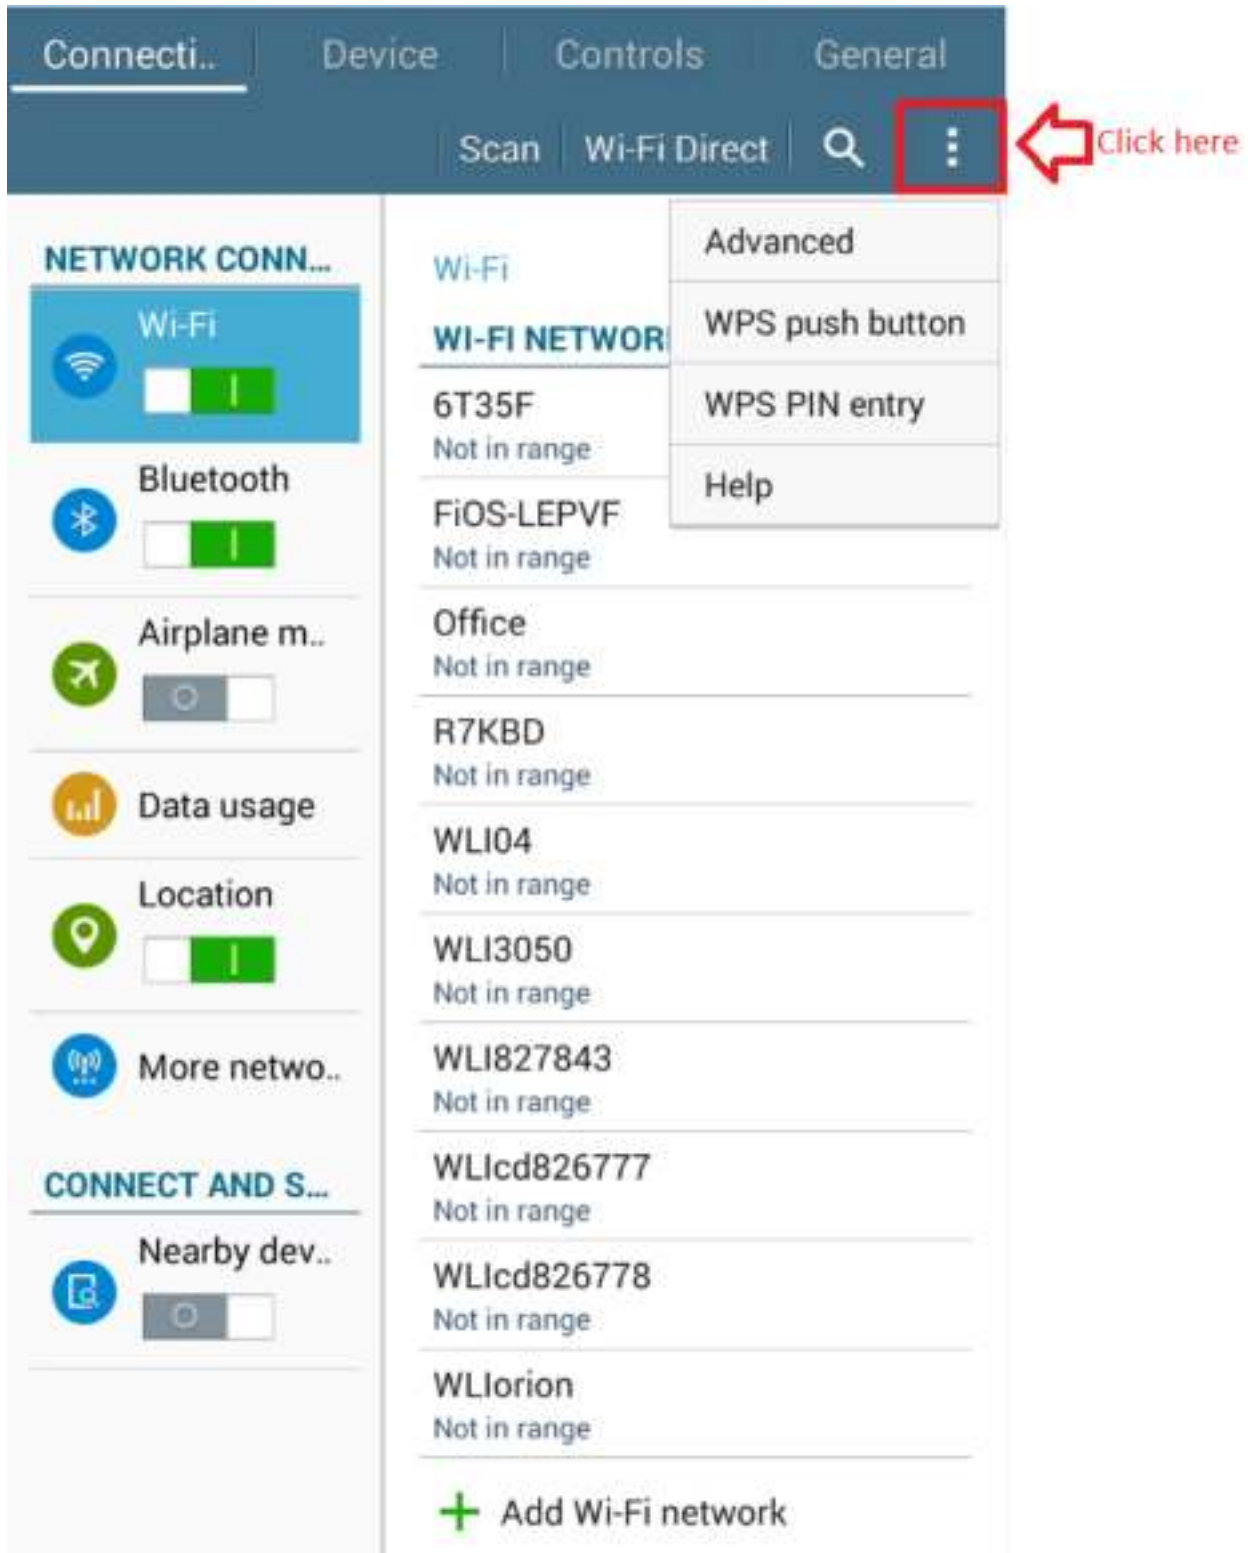 Connecti..
Device
Controls
General
Scan
Wi-Fi Direct
Click here
Advanced
WPS push button
WPS PIN entry
Help
NETWORK CONN...
Wi-Fi
Bluetooth
Airplane m..
Data usage
Location
More netwo..
CONNECT AND S...
Nearby dev..
Wi-Fi
WI-FI NETWOR
6T35F
Not in range
FiOS-LEPVF
Not in range
Office
Not in range
R7KBD
Not in range
WLI04
Not in range
WLI3050
Not in range
WLI827843
Not in range
WLIcd826777
Not in range
WLIcd826778
Not in range
WLIorion
Not in range
Add Wi-Fi network